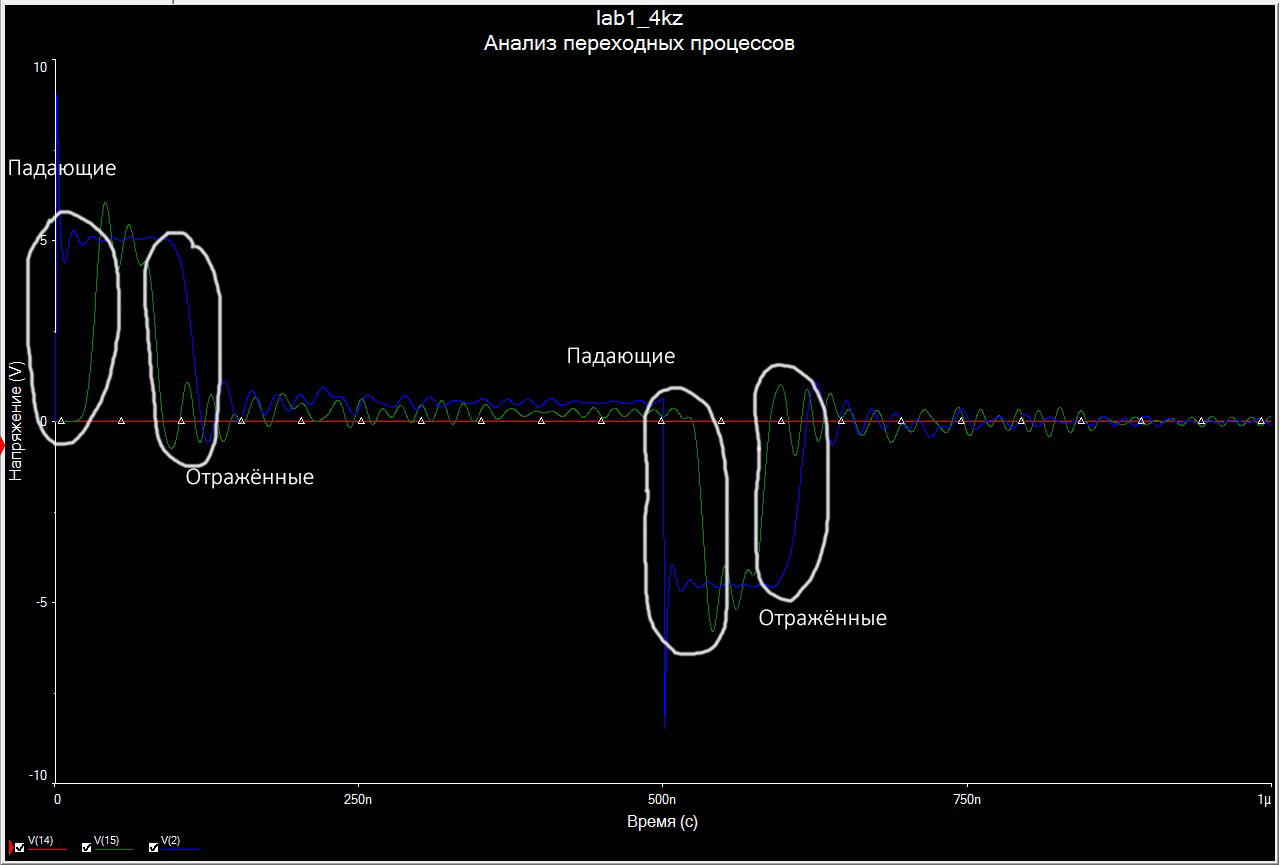 lab1_4kz
Анализ переходных процессов
10
Падающие
5
Падающие
Напряжение (V)
0
Отражённые
-5
Отражённые
-10
0 250n 500n 750n 1µ
Время (с)
V(14) V(15) V(2)